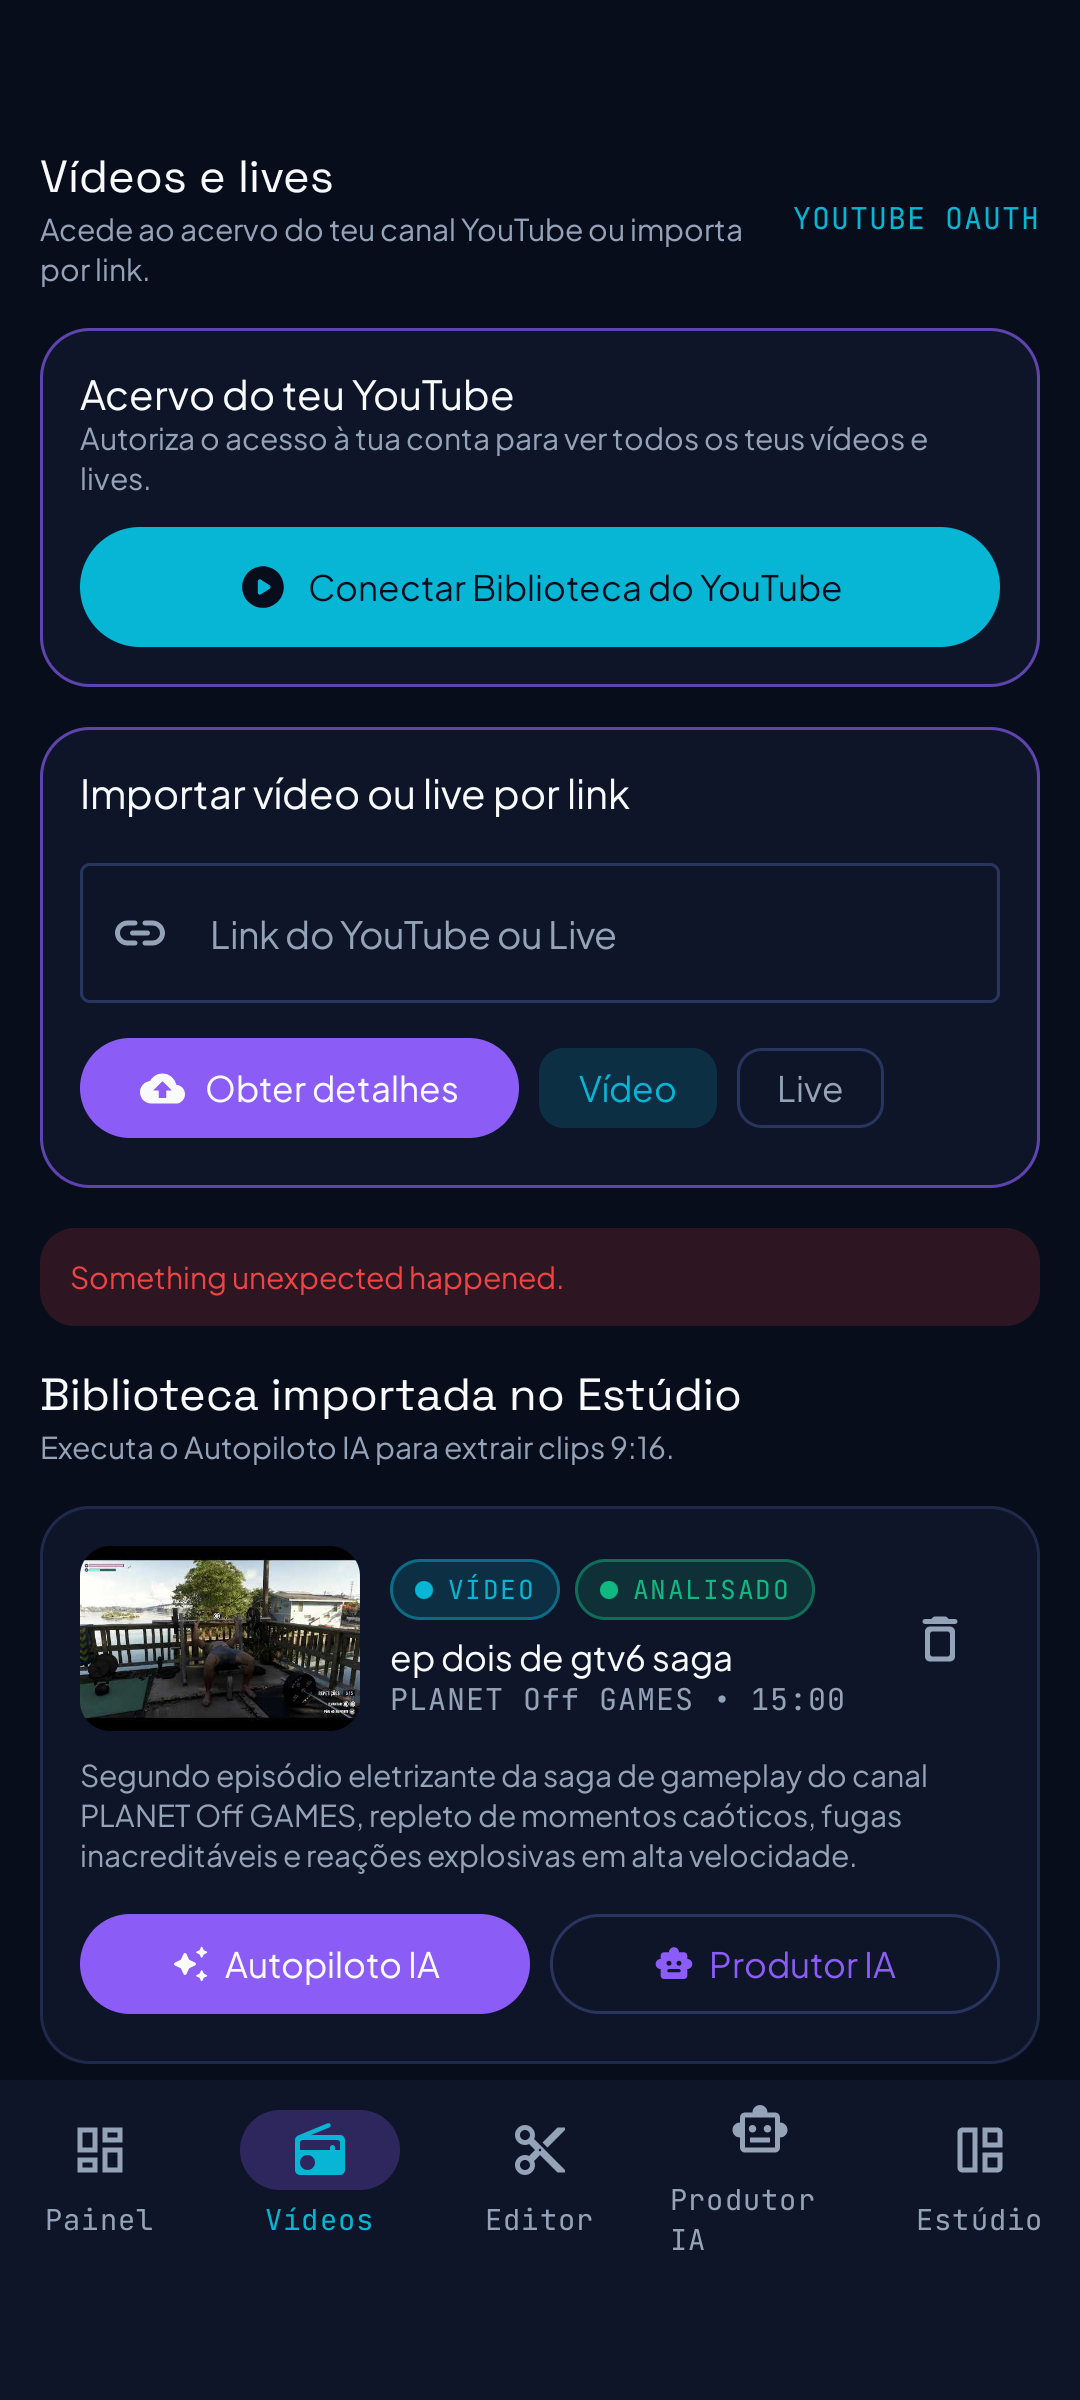 Vídeos e lives
Acede ao acervo do teu canal YouTube ou importa
por link.
YOUTUBE OAUTH
Acervo do teu YouTube
Autoriza o acesso à tua conta para ver todos os teus vídeos e
lives.
Conectar Biblioteca do YouTube
Importar vídeo ou live por link
Link do YouTube ou Live
Obter detalhes
Vídeo
Live
Something unexpected happened.
Biblioteca importada no Estúdio
Executa o Autopiloto IA para extrair clips 9:16.
VÍDEO
ANALISADO
ep dois de gtv6 saga
PLANET Off GAMES • 15:00
Segundo episódio eletrizante da saga de gameplay do canal
PLANET Off GAMES, repleto de momentos caóticos, fugas
inacreditáveis e reações explosivas em alta velocidade.
Autopiloto IA
Produtor IA
Painel
Vídeos
Editor
Produtor
IA
Estúdio